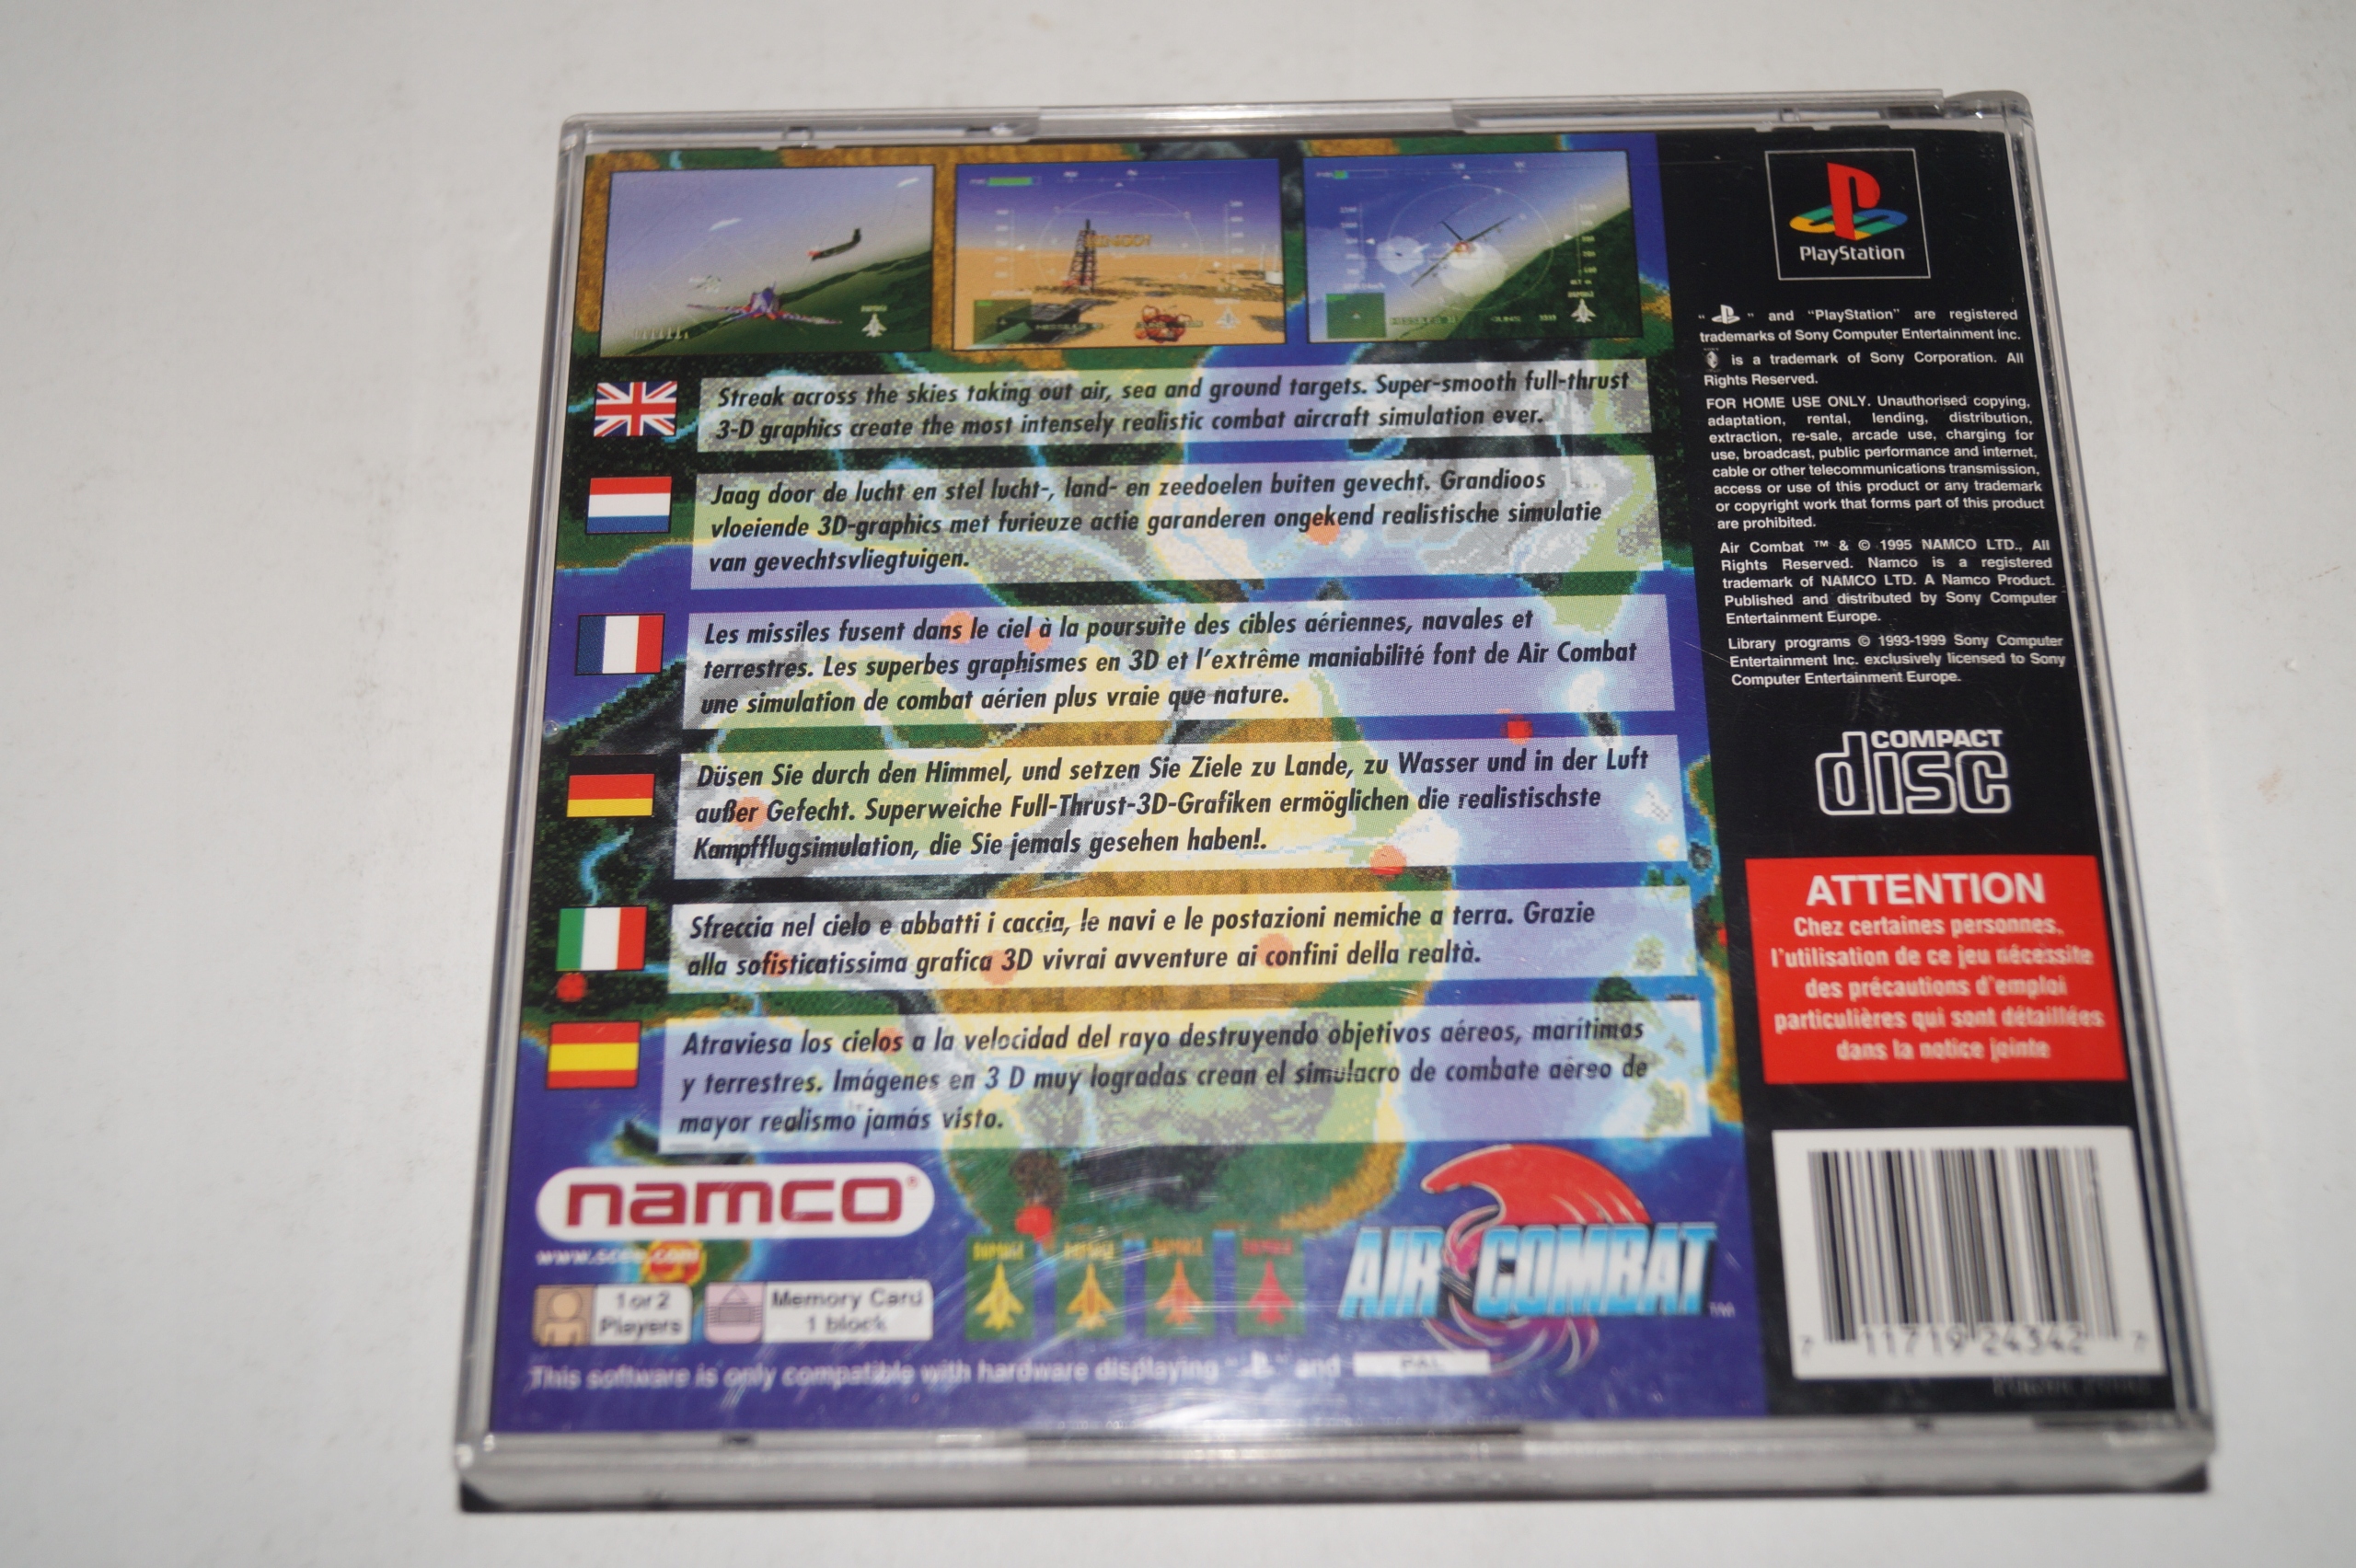 Streak across the skies taking out air, sea and ground targets. Super-smooth full-thrust
3-D graphics create the most intensely realistic combat aircraft simulation ever.
Jaag door de lucht en stel lucht-, land- en zeedoelen buiten gevecht. Grandioos
vloeiende 3D-graphics met furieuze actie garanderen ongekend realistische simulatie
van gevechtsvliegtuigen.
Les missiles fusent dans le ciel à la poursuite des cibles aériennes, navales et
terrestres. Les superbes graphismes en 3D et l'extrême maniabilité font de Air Combat
une simulation de combat aérien plus vraie que nature.
Düsen Sie durch den Himmel, und setzen Sie Ziele zu Lande, zu Wasser und in der Luft
außer Gefecht. Superweiche Full-Thrust-3D-Grafiken ermöglichen die realistischste
Kampfflugsimulation, die Sie jemals gesehen haben!.
Sfreccia nel cielo e abbatti i caccia, le navi e le postazioni nemiche a terra. Grazie
alla sofisticatissima grafica 3D vivrai avventure ai confini della realtà.
Atraviesa los cielos a la velocidad del rayo destruyendo objetivos aéreos, marítimos
y terrestres. Imágenes en 3 D muy logradas crean el simulacro de combate aéreo de
mayor realismo jamás visto.
namco®
www.scee.com
1 or 2
Players
Memory Card
1 block
DAMAGE DAMAGE DAMAGE DAMAGE
AIR COMBAT™
This software is only compatible with hardware displaying " " and PAL
PlayStation
" " and "PlayStation" are registered
trademarks of Sony Computer Entertainment Inc.
is a trademark of Sony Corporation. All
Rights Reserved.
FOR HOME USE ONLY. Unauthorised copying,
adaptation, rental, lending, distribution,
extraction, re-sale, arcade use, charging for
use, broadcast, public performance and internet,
cable or other telecommunications transmission,
access or use of this product or any trademark
or copyright work that forms part of this product
are prohibited.
Air Combat ™ & © 1995 NAMCO LTD., All
Rights Reserved. Namco is a registered
trademark of NAMCO LTD. A Namco Product.
Published and distributed by Sony Computer
Entertainment Europe.
Library programs © 1993-1999 Sony Computer
Entertainment Inc. exclusively licensed to Sony
Computer Entertainment Europe.
COMPACT
disc
ATTENTION
Chez certaines personnes,
l'utilisation de ce jeu nécessite
des précautions d'emploi
particulières qui sont détaillées
dans la notice jointe
7 11719 24342 7